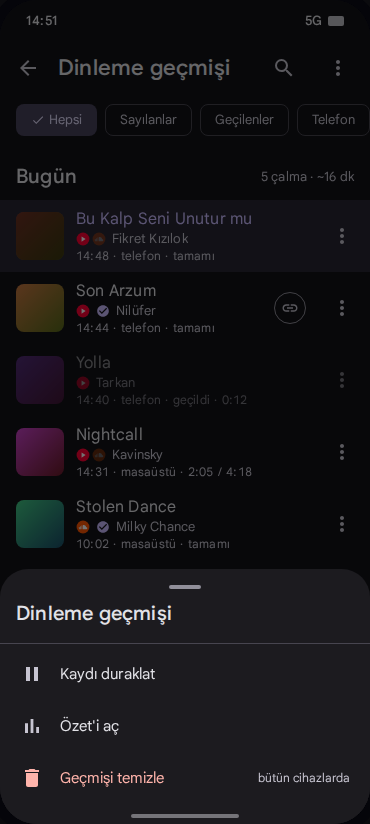 14:51
5G
Dinleme geçmişi
Hepsi
Sayılanlar
Geçilenler
Telefon
Bugün
5 çalma · ~16 dk
Bu Kalp Seni Unutur mu
Fikret Kızılok
14:48 · telefon · tamamı
Son Arzum
Nilüfer
14:44 · telefon · tamamı
Yolla
Tarkan
14:40 · telefon · geçildi · 0:12
Nightcall
Kavinsky
14:31 · masaüstü · 2:05 / 4:18
Stolen Dance
Milky Chance
10:02 · masaüstü · tamamı
Dinleme geçmişi
Kaydı duraklat
Özet'i aç
Geçmişi temizle
bütün cihazlarda